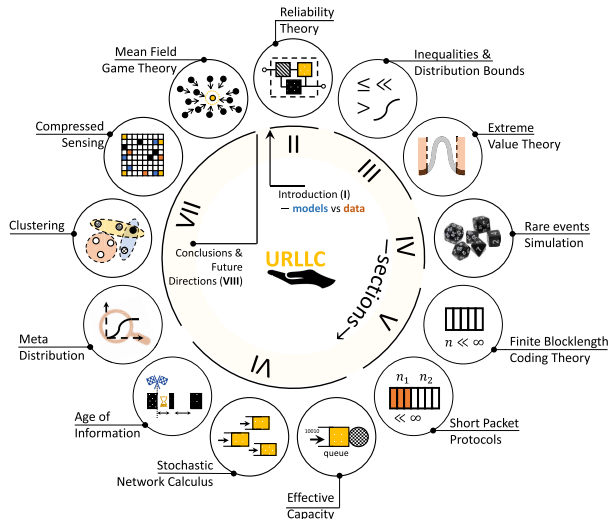 Reliability
Theory
Mean Field
Game Theory
Inequalities &
Distribution Bounds
≤ ≪
>
Compressed
Sensing
Extreme
Value Theory
II
III
Introduction (I)
— models vs data
Clustering
VII
IV
Rare events
Simulation
Conclusions &
Future
Directions (VIII)
URLLC
—sections→
V
n ≪ ∞
Finite Blocklength
Coding Theory
Meta
Distribution
VI
n1 n2
≪ ∞
Short Packet
Protocols
Age of
Information
10010
queue
Stochastic
Network Calculus
Effective
Capacity